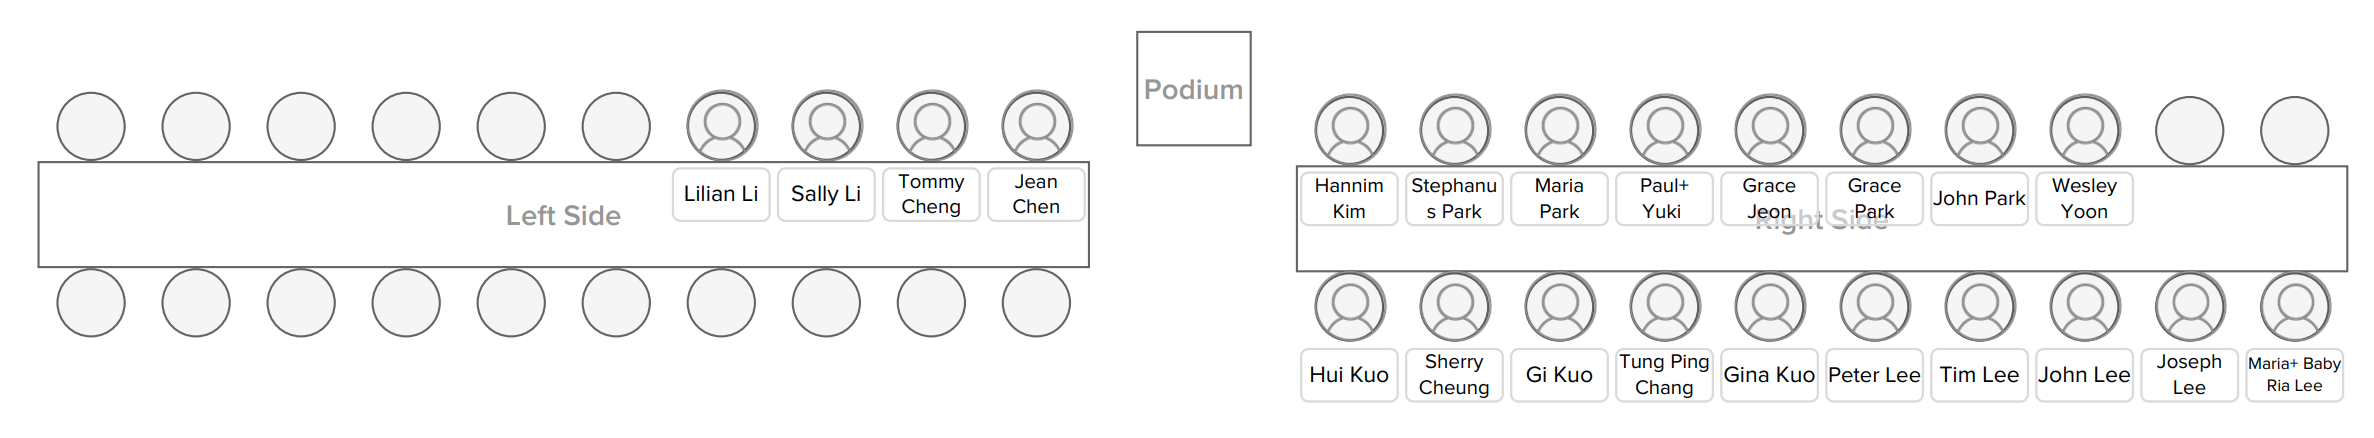 Podium
Left Side
Lilian Li
Sally Li
Tommy
Cheng
Jean
Chen
Right Side
Hannim
Kim
Stephanu
s Park
Maria
Park
Paul+
Yuki
Grace
Jeon
Grace
Park
John Park
Wesley
Yoon
Hui Kuo
Sherry
Cheung
Gi Kuo
Tung Ping
Chang
Gina Kuo
Peter Lee
Tim Lee
John Lee
Joseph
Lee
Maria+ Baby
Ria Lee